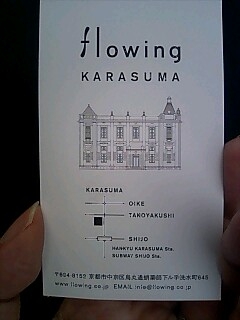 flowing
KARASUMA
KARASUMA
OIKE
TAKOYAKUSHI
SHIJO
HANKYU KARASUMA Sta.
SUBWAY SHIJO Sta.
〒604-8152 京都市中京区烏丸通蛸薬師下ル手洗水町645
www.flowing.co.jp EMAIL:info@flowing.co.jp